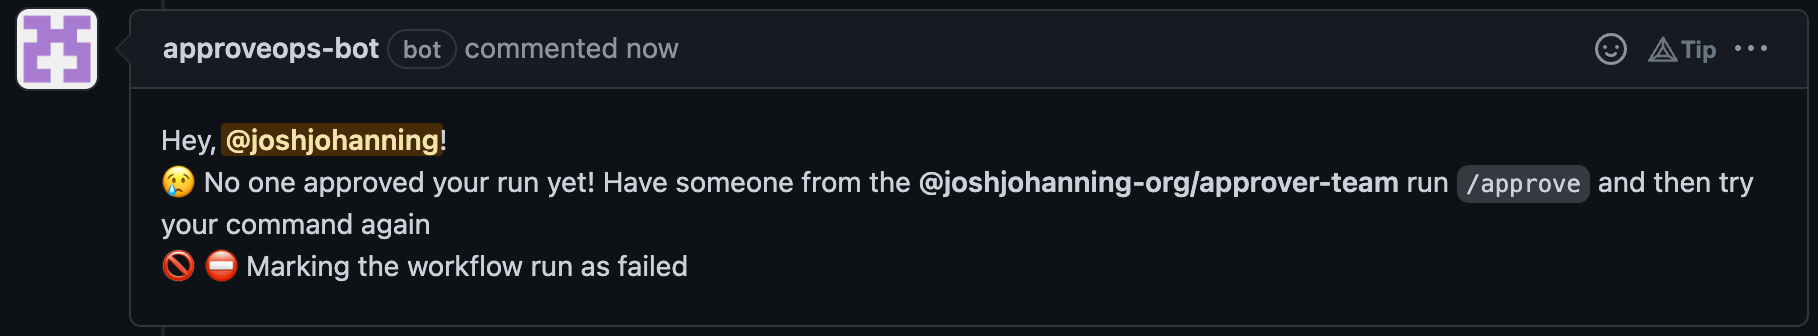 approveops-bot bot commented now Tip
Hey, @joshjohanning!
😢 No one approved your run yet! Have someone from the @joshjohanning-org/approver-team run /approve and then try
your command again
🚫 ⛔ Marking the workflow run as failed